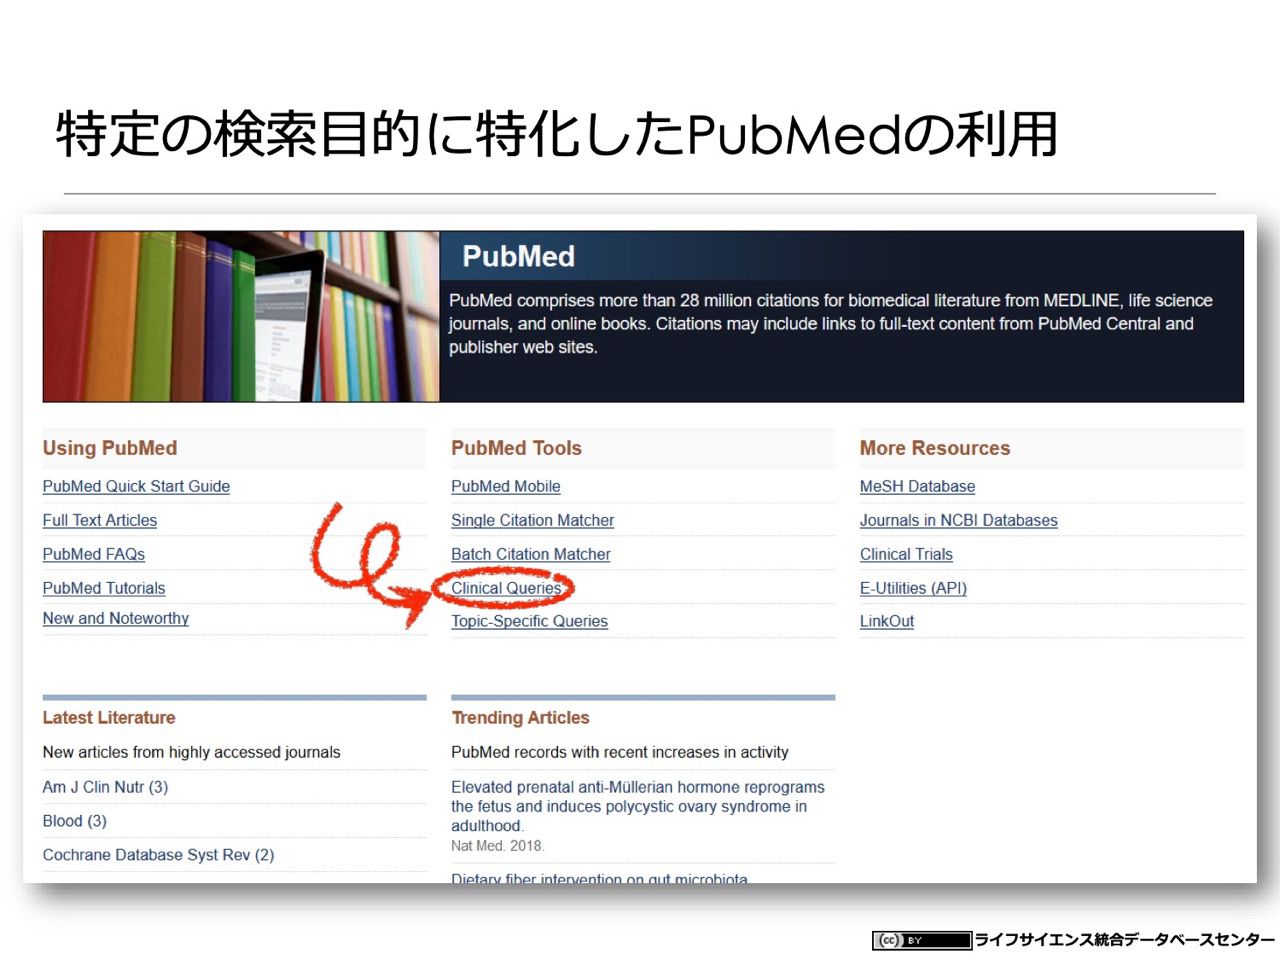 特定の検索目的に特化したPubMedの利用
PubMed
PubMed comprises more than 28 million citations for biomedical literature from MEDLINE, life science
journals, and online books. Citations may include links to full-text content from PubMed Central and
publisher web sites.
Using PubMed
PubMed Quick Start Guide
Full Text Articles
PubMed FAQs
PubMed Tutorials
New and Noteworthy
PubMed Tools
PubMed Mobile
Single Citation Matcher
Batch Citation Matcher
Clinical Queries
Topic-Specific Queries
More Resources
MeSH Database
Journals in NCBI Databases
Clinical Trials
E-Utilities (API)
LinkOut
Latest Literature
New articles from highly accessed journals
Am J Clin Nutr (3)
Blood (3)
Cochrane Database Syst Rev (2)
Trending Articles
PubMed records with recent increases in activity
Elevated prenatal anti-Müllerian hormone reprograms
the fetus and induces polycystic ovary syndrome in
adulthood.
Nat Med. 2018.
Dietary fiber intervention on gut microbiota
(cc) BY ライフサイエンス統合データベースセンター